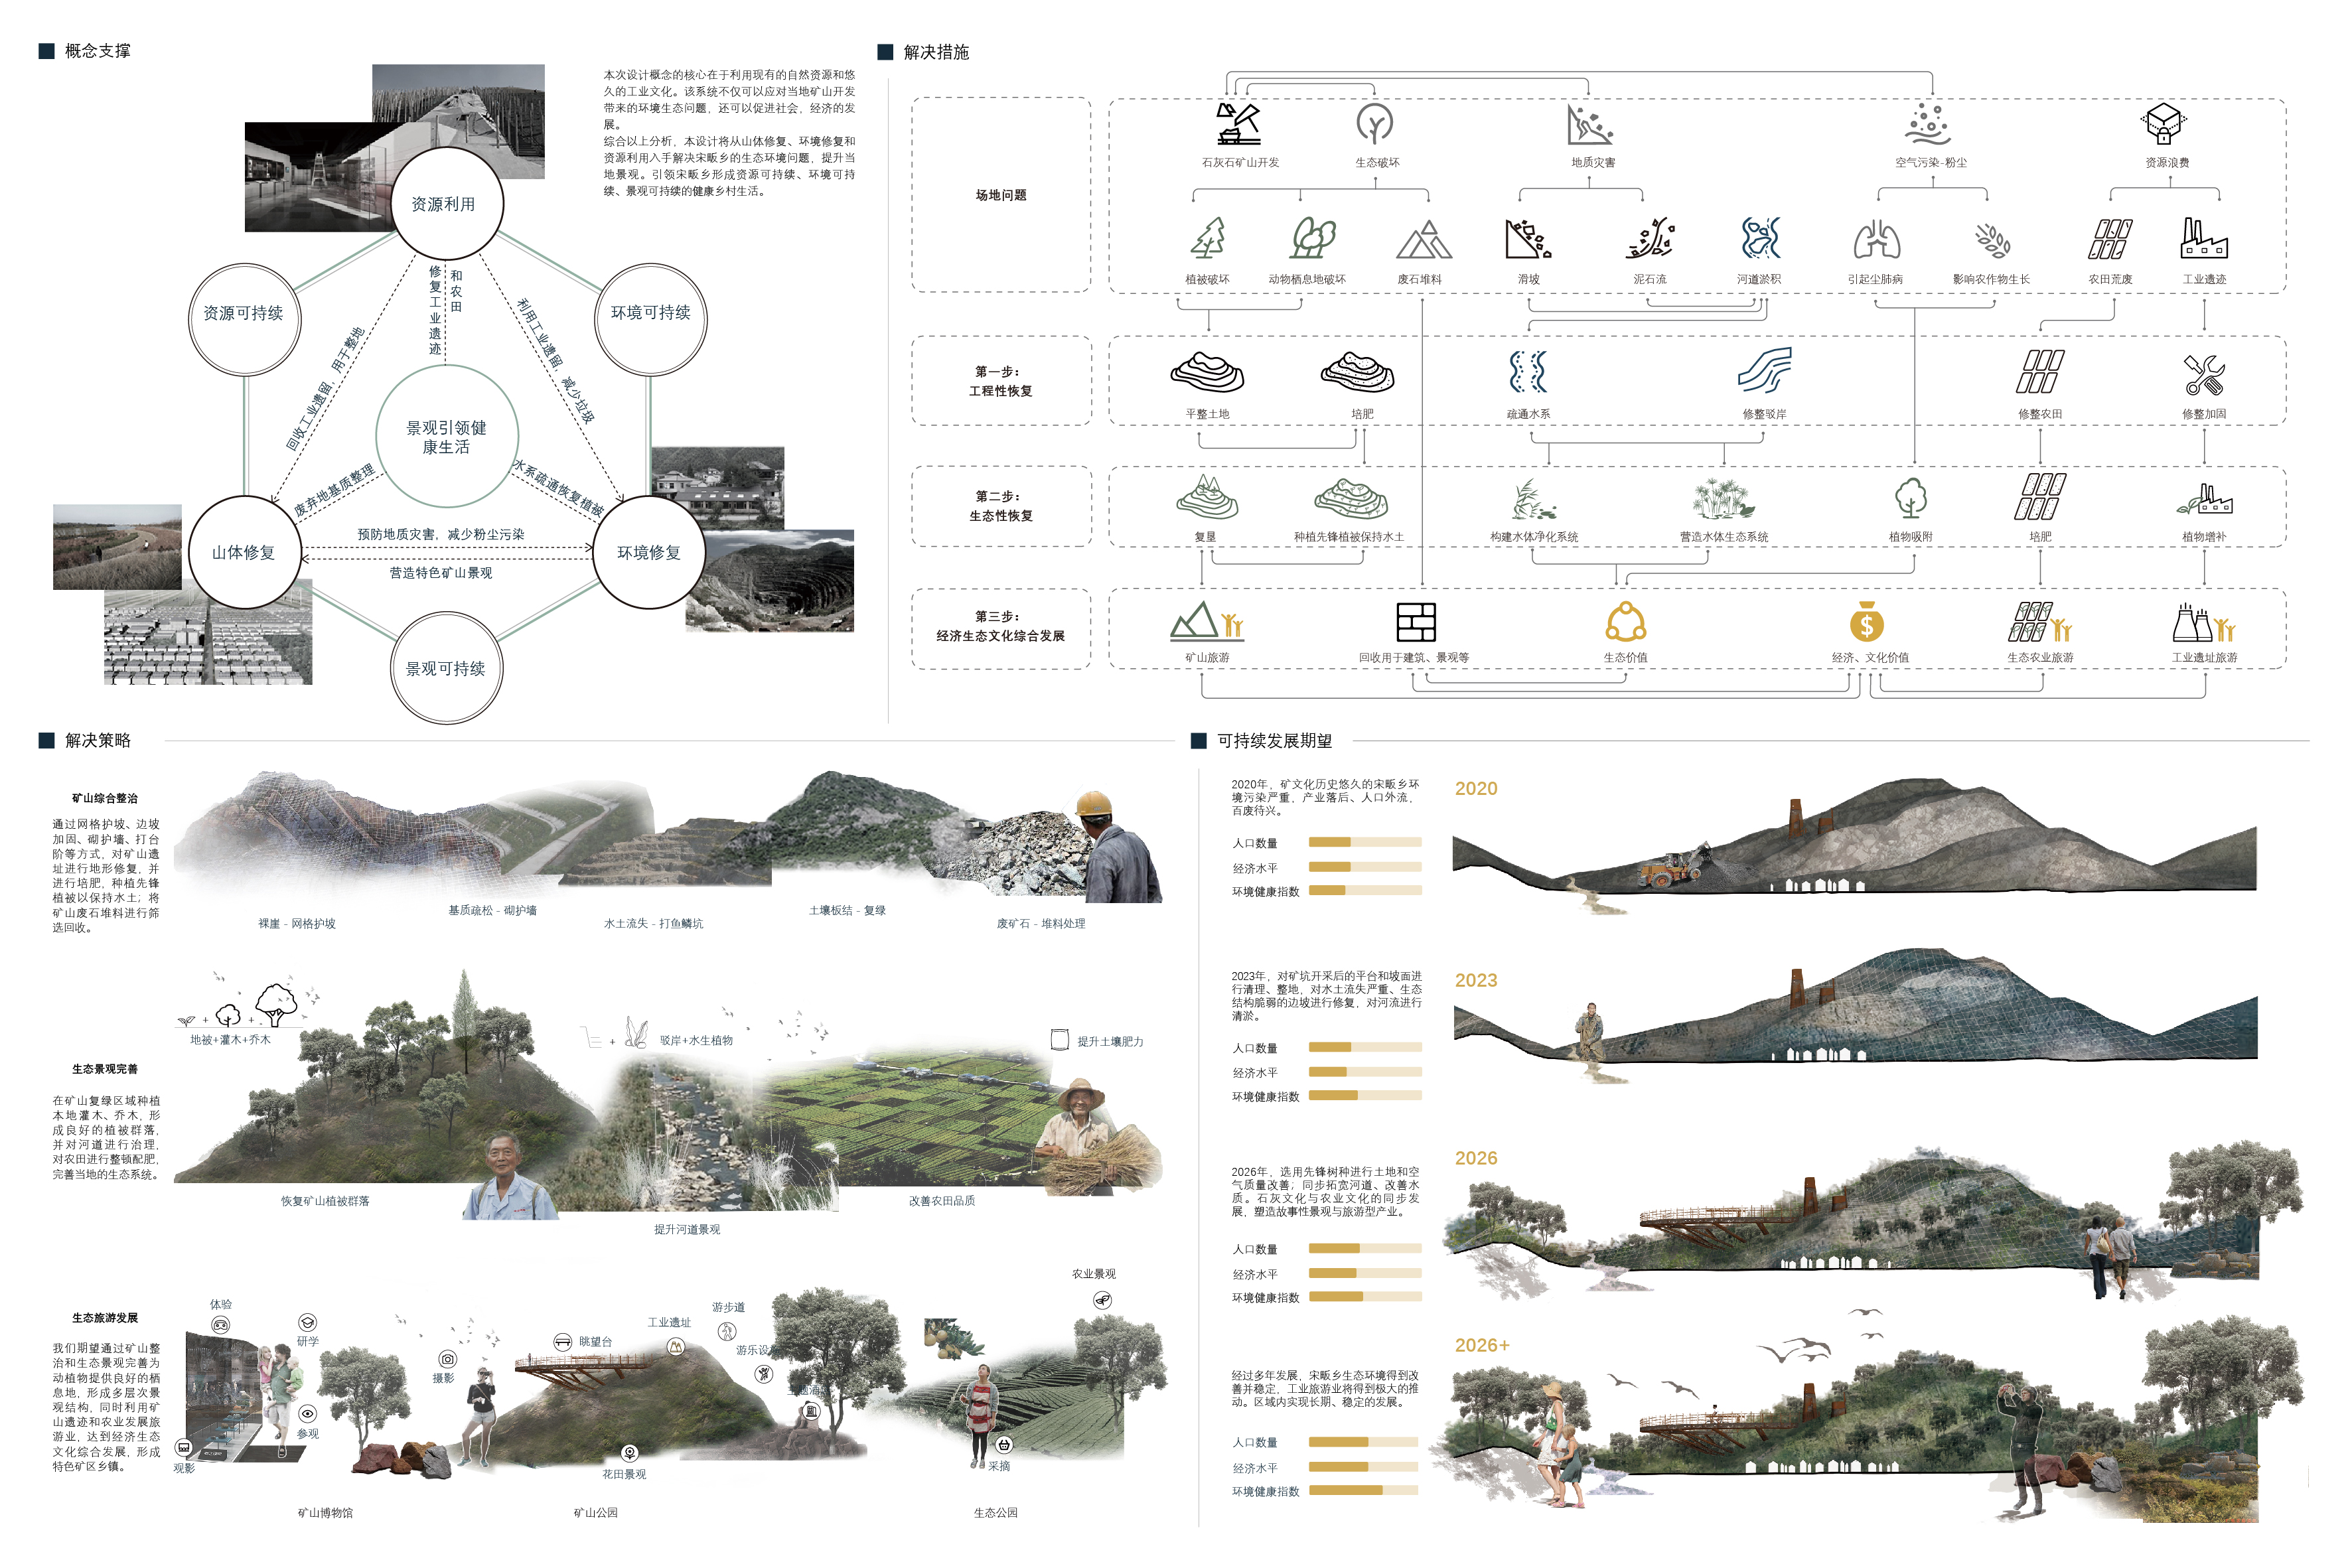 概念支撑
本次设计概念的核心在于利用现有的自然资源和悠
久的工业文化。该系统不仅可以应对当地矿山开发
带来的环境生态问题，还可以促进社会，经济的发
展。
综合以上分析，本设计将从山体修复、环境修复和
资源利用入手解决宋畈乡的生态环境问题，提升当
地景观。引领宋畈乡形成资源可持续、环境可持
续、景观可持续的健康乡村生活。
资源利用
资源可持续
环境可持续
修复工业遗迹
和农田
回收工业遗留，用于整地
利用工业遗留，减少垃圾
景观引领健
康生活
废弃地基质整理
水系疏通恢复植被
山体修复
预防地质灾害，减少粉尘污染
营造特色矿山景观
环境修复
景观可持续
解决措施
场地问题
石灰石矿山开发
生态破坏
地质灾害
空气污染-粉尘
资源浪费
植被破坏
动物栖息地破坏
废石堆料
滑坡
泥石流
河道淤积
引起尘肺病
影响农作物生长
农田荒废
工业遗迹
第一步：
工程性恢复
平整土地
培肥
疏通水系
修整驳岸
修整农田
修整加固
第二步：
生态性恢复
复垦
种植先锋植被保持水土
构建水体净化系统
营造水体生态系统
植物吸附
培肥
植物增补
第三步：
经济生态文化综合发展
矿山旅游
回收用于建筑、景观等
生态价值
经济、文化价值
生态农业旅游
工业遗址旅游
解决策略
矿山综合整治
通过网格护坡、边坡
加固、砌护墙、打台
阶等方式，对矿山遗
址进行地形修复，并
进行培肥，种植先锋
植被以保持水土；将
矿山废石堆料进行筛
选回收。
裸崖 - 网格护坡
基质疏松 - 砌护墙
水土流失 - 打鱼鳞坑
土壤板结 - 复绿
废矿石 - 堆料处理
生态景观完善
在矿山复绿区域种植
本地灌木、乔木，形
成良好的植被群落，
并对河道进行治理，
对农田进行整顿配肥，
完善当地的生态系统。
+ +
地被+灌木+乔木
+
驳岸+水生植物
提升土壤肥力
恢复矿山植被群落
提升河道景观
改善农田品质
生态旅游发展
我们期望通过矿山整
治和生态景观完善为
动植物提供良好的栖
息地，形成多层次景
观结构，同时利用矿
山遗迹和农业发展旅
游业，达到经济生态
文化综合发展，形成
特色矿区乡镇。
体验
研学
参观
观影
摄影
眺望台
工业遗址
游步道
游乐设施
花田景观
农业景观
采摘
矿山博物馆
矿山公园
生态公园
可持续发展期望
2020年，矿文化历史悠久的宋畈乡环
境污染严重，产业落后、人口外流，
百废待兴。
人口数量
经济水平
环境健康指数
2020
2023年，对矿坑开采后的平台和坡面进
行清理、整地，对水土流失严重、生态
结构脆弱的边坡进行修复，对河流进行
清淤。
人口数量
经济水平
环境健康指数
2023
2026年，选用先锋树种进行土地和空
气质量改善；同步拓宽河道、改善水
质。石灰文化与农业文化的同步发
展，塑造故事性景观与旅游型产业。
人口数量
经济水平
环境健康指数
2026
经过多年发展，宋畈乡生态环境得到改
善并稳定，工业旅游业将得到极大的推
动。区域内实现长期、稳定的发展。
人口数量
经济水平
环境健康指数
2026+